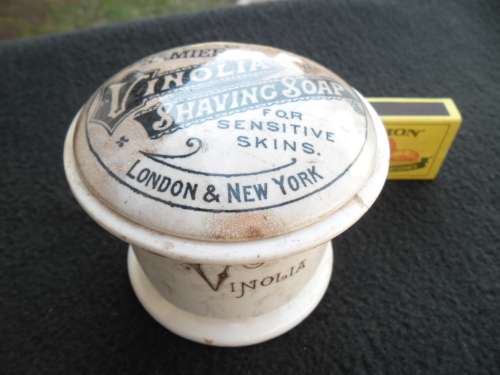 VINOLIA
SHAVING SOAP
FOR
SENSITIVE
SKINS.
LONDON & NEW YORK
VINOLIA